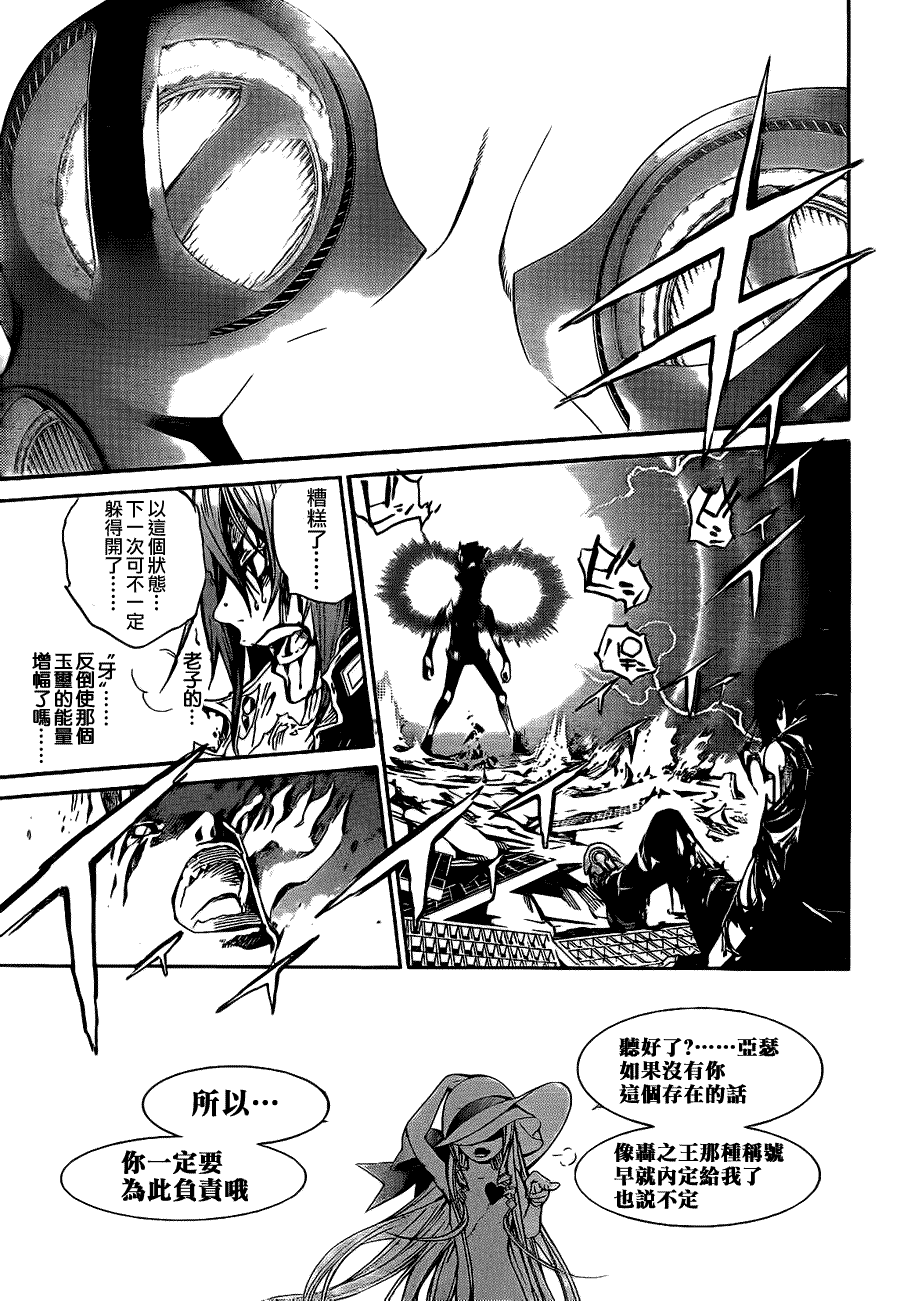 ピ
ピ
ピ
糟糕了……
以這個狀態…
下一次可不一定
躲得開了……
老子的…
〝牙〞……
反倒使那個
玉璽的能量
增幅了嗎……
聽好了?……亞瑟
如果沒有你
這個存在的話
像轟之王那種稱號
早就內定給我了
也説不定
所以…
你一定要
為此負責哦